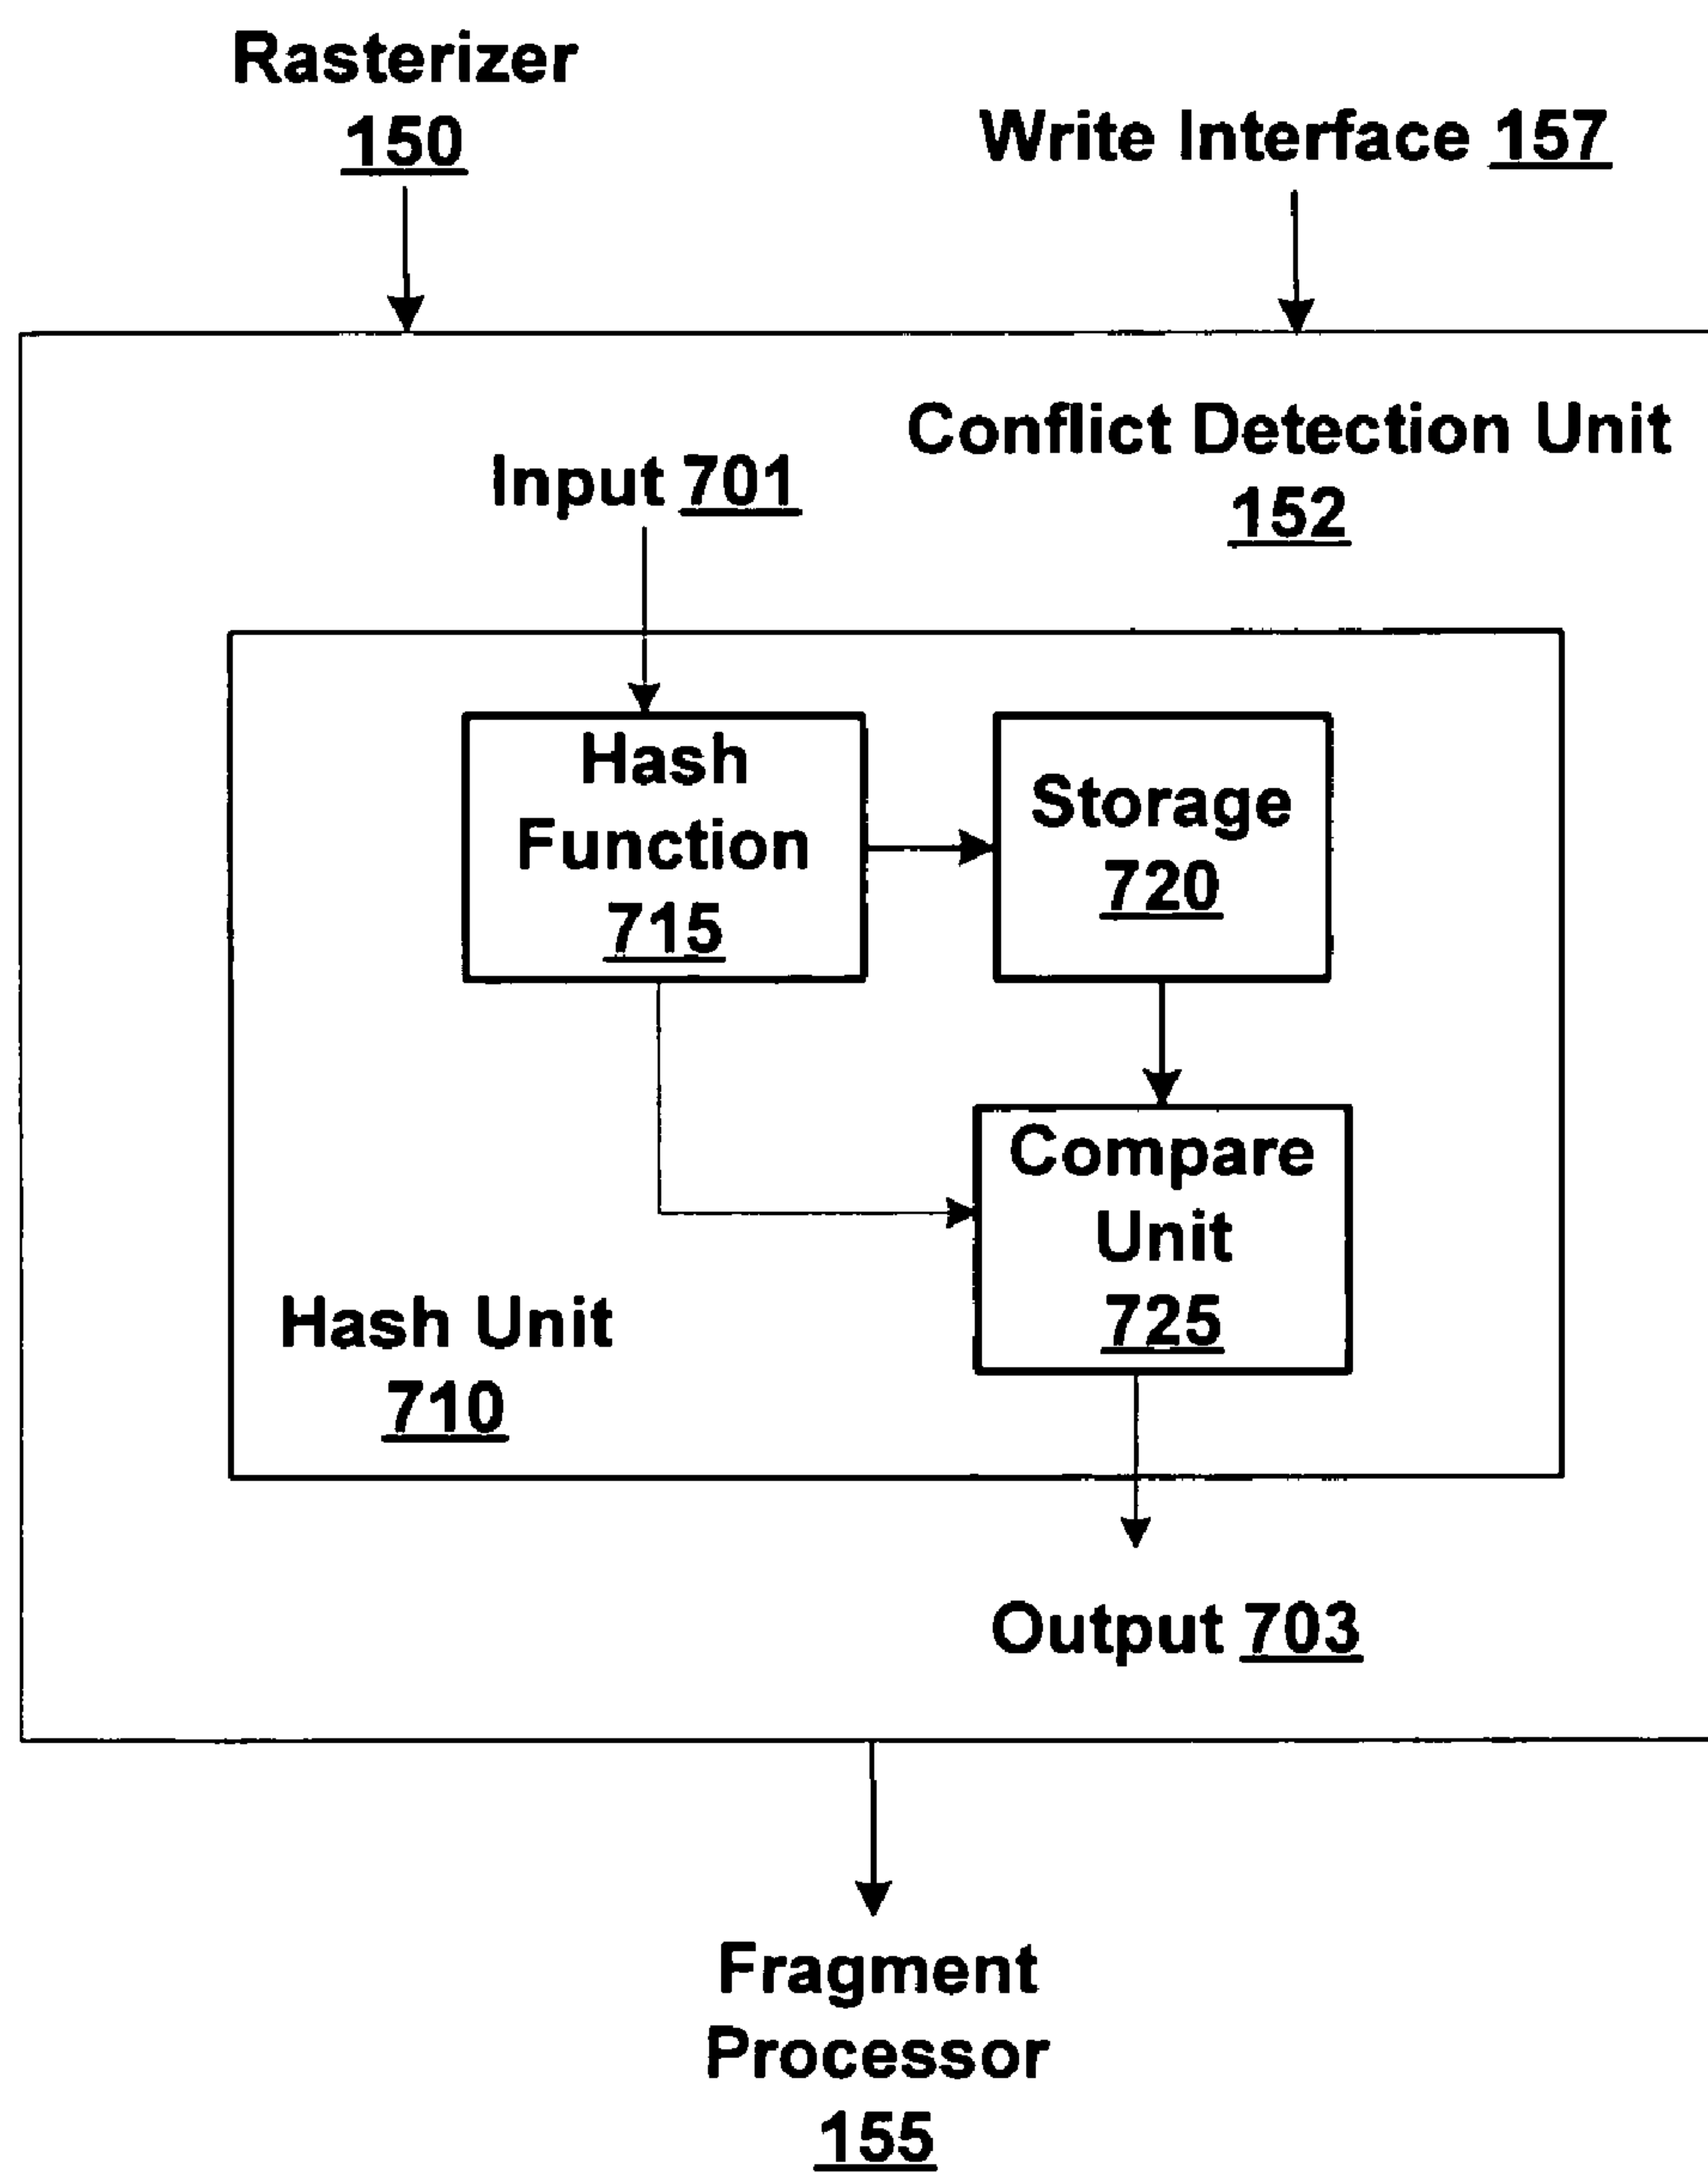 Rasterizer
150
Write Interface 157
Conflict Detection Unit
152
Input 701
Hash
Function
715
Storage
720
Compare
Unit
725
Hash Unit
710
Output 703
Fragment
Processor
155